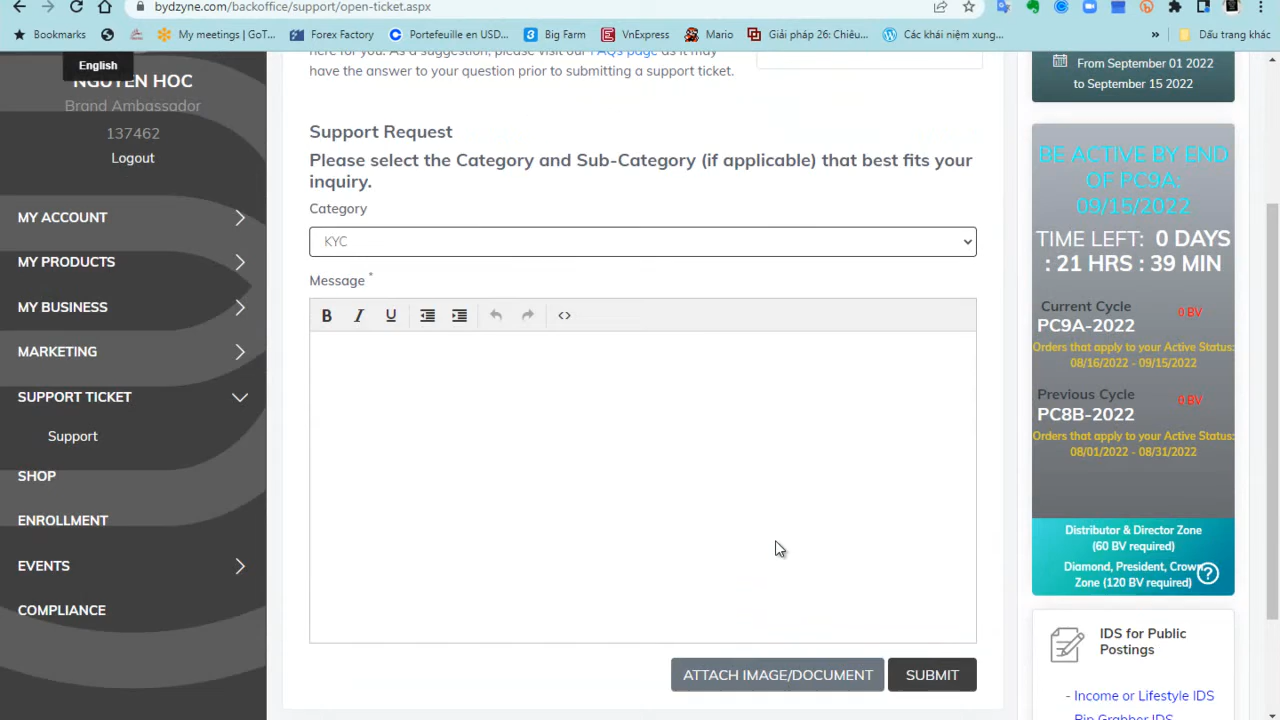 bydzyne.com/backoffice/support/open-ticket.aspx
Bookmarks
My meetings | GoT...
Forex Factory
Portefeuille en USD...
Big Farm
VnExpress
Mario
Giải pháp 26: Chiều...
Các khái niệm xung...
»
Dấu trang khác
English
NGUYEN HOC
Brand Ambassador
137462
Logout
MY ACCOUNT
MY PRODUCTS
MY BUSINESS
MARKETING
SUPPORT TICKET
Support
SHOP
ENROLLMENT
EVENTS
COMPLIANCE
here for you. As a suggestion, please visit our FAQs page as it may
have the answer to your question prior to submitting a support ticket.
Support Request
Please select the Category and Sub-Category (if applicable) that best fits your
inquiry.
Category
KYC
Message *
B I U <>
ATTACH IMAGE/DOCUMENT
SUBMIT
From September 01 2022
to September 15 2022
BE ACTIVE BY END
OF PC9A:
09/15/2022
TIME LEFT: 0 DAYS
: 21 HRS : 39 MIN
Current Cycle
0 BV
PC9A-2022
Orders that apply to your Active Status:
08/16/2022 - 09/15/2022
Previous Cycle
0 BV
PC8B-2022
Orders that apply to your Active Status:
08/01/2022 - 08/31/2022
Distributor & Director Zone
(60 BV required)
Diamond, President, Crown
Zone (120 BV required)
?
IDS for Public
Postings
- Income or Lifestyle IDS